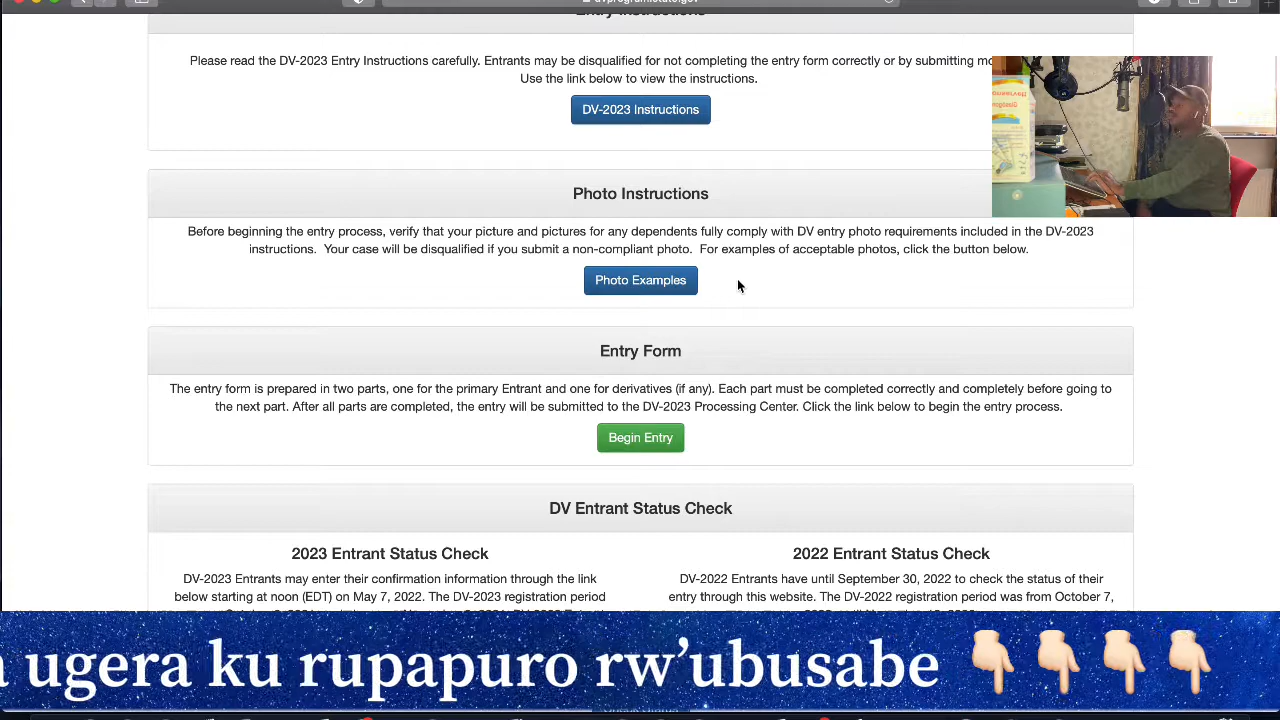 Entry Instructions
Please read the DV-2023 Entry Instructions carefully. Entrants may be disqualified for not completing the entry form correctly or by submitting
Use the link below to view the instructions.
DV-2023 Instructions
Photo Instructions
Before beginning the entry process, verify that your picture and pictures for any dependents fully comply with DV entry photo requirements included in the DV-2023
instructions. Your case will be disqualified if you submit a non-compliant photo. For examples of acceptable photos, click the button below.
Photo Examples
Entry Form
The entry form is prepared in two parts, one for the primary Entrant and one for derivatives (if any). Each part must be completed correctly and completely before going to
the next part. After all parts are completed, the entry will be submitted to the DV-2023 Processing Center. Click the link below to begin the entry process.
Begin Entry
DV Entrant Status Check
2023 Entrant Status Check
DV-2023 Entrants may enter their confirmation information through the link
below starting at noon (EDT) on May 7, 2022. The DV-2023 registration period
2022 Entrant Status Check
DV-2022 Entrants have until September 30, 2022 to check the status of their
entry through this website. The DV-2022 registration period was from October 7,
ugera ku rupapuro rw’ubusabe 👇🏻 👇🏻 👇🏻 👇🏻